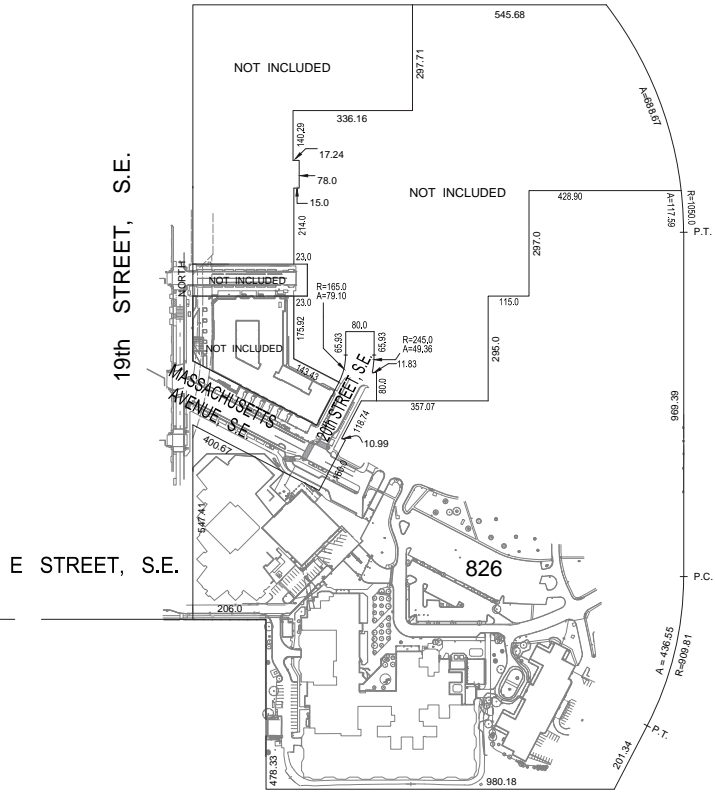 545.68
NOT INCLUDED
297.71
A=688.67
336.16
140.29
17.24
78.0
15.0
NOT INCLUDED
428.90
R=1050.0
A=117.59
P.T.
19th STREET, S.E.
214.0
23.0
NORTH
NOT INCLUDED
23.0
R=165.0
A=79.10
297.0
115.0
175.92
80.0
65.93
65.93
R=245.0
A=49.36
11.83
NOT INCLUDED
143.43
80.0
295.0
357.07
MASSACHUSETTS
AVENUE, S.E.
20th STREET, S.E.
118.74
10.99
160.0
400.67
969.39
547.41
E STREET, S.E.
826
P.C.
206.0
A = 436.55
R=909.81
P.T.
201.34
478.33
980.18